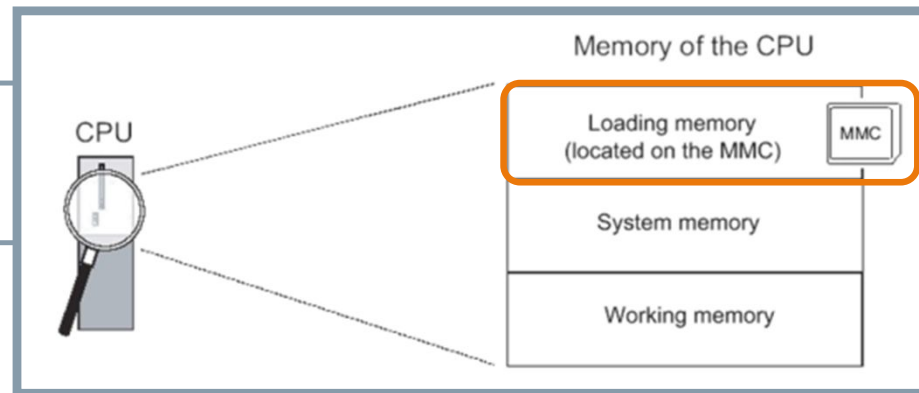 Memory of the CPU
CPU
Loading memory
(located on the MMC)
MMC
System memory
Working memory